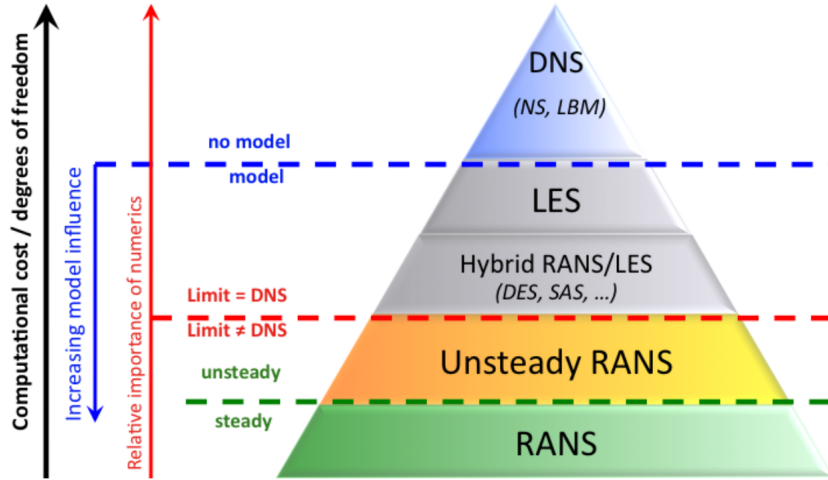 DNS
(NS, LBM)
no model
model
LES
Hybrid RANS/LES
(DES, SAS, ...)
Limit = DNS
Limit ≠ DNS
Unsteady RANS
unsteady
steady
RANS
Computational cost / degrees of freedom
Increasing model influence
Relative importance of numerics